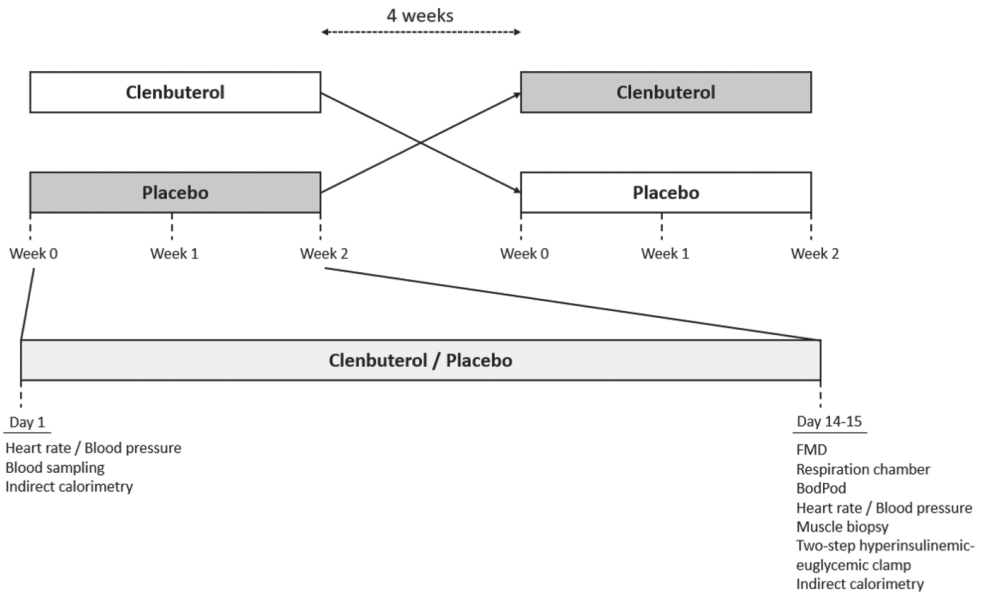 4 weeks
Clenbuterol
Clenbuterol
Placebo
Placebo
Week 0
Week 1
Week 2
Week 0
Week 1
Week 2
Clenbuterol / Placebo
Day 1
Heart rate / Blood pressure
Blood sampling
Indirect calorimetry
Day 14-15
FMD
Respiration chamber
BodPod
Heart rate / Blood pressure
Muscle biopsy
Two-step hyperinsulinemic-
euglycemic clamp
Indirect calorimetry